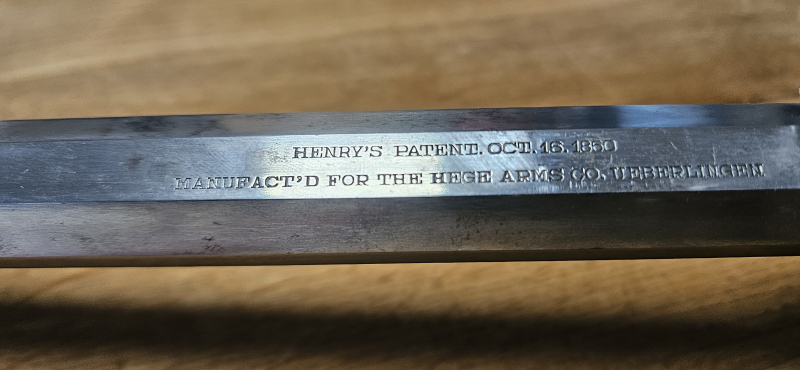 HENRY'S PATENT. OCT. 16. 1860
MANUFACT'D FOR THE HEGE ARMS CO. UEBERLINGEN